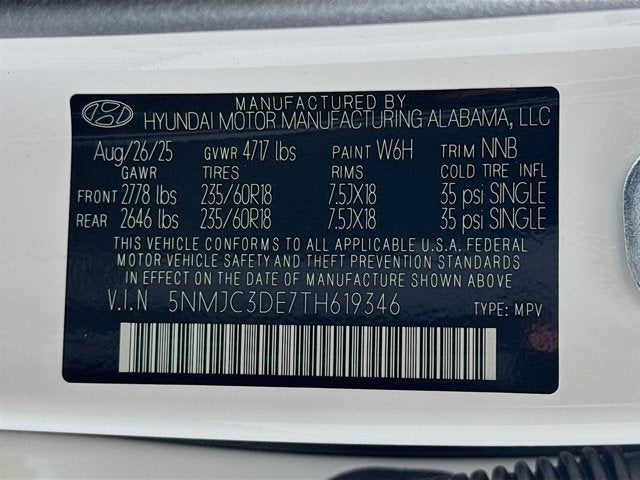 MANUFACTURED BY
HYUNDAI MOTOR MANUFACTURING ALABAMA, LLC
Aug/26/25 GVWR 4717 lbs PAINT W6H TRIM NNB
GAWR TIRES RIMS COLD TIRE INFL
FRONT 2778 lbs 235/60R18 7.5JX18 35 psi SINGLE
REAR 2646 lbs 235/60R18 7.5JX18 35 psi SINGLE
THIS VEHICLE CONFORMS TO ALL APPLICABLE U.S.A. FEDERAL
MOTOR VEHICLE SAFETY AND THEFT PREVENTION STANDARDS
IN EFFECT ON THE DATE OF MANUFACTURE SHOWN ABOVE
V.I.N 5NMJC3DE7TH619346 TYPE: MPV